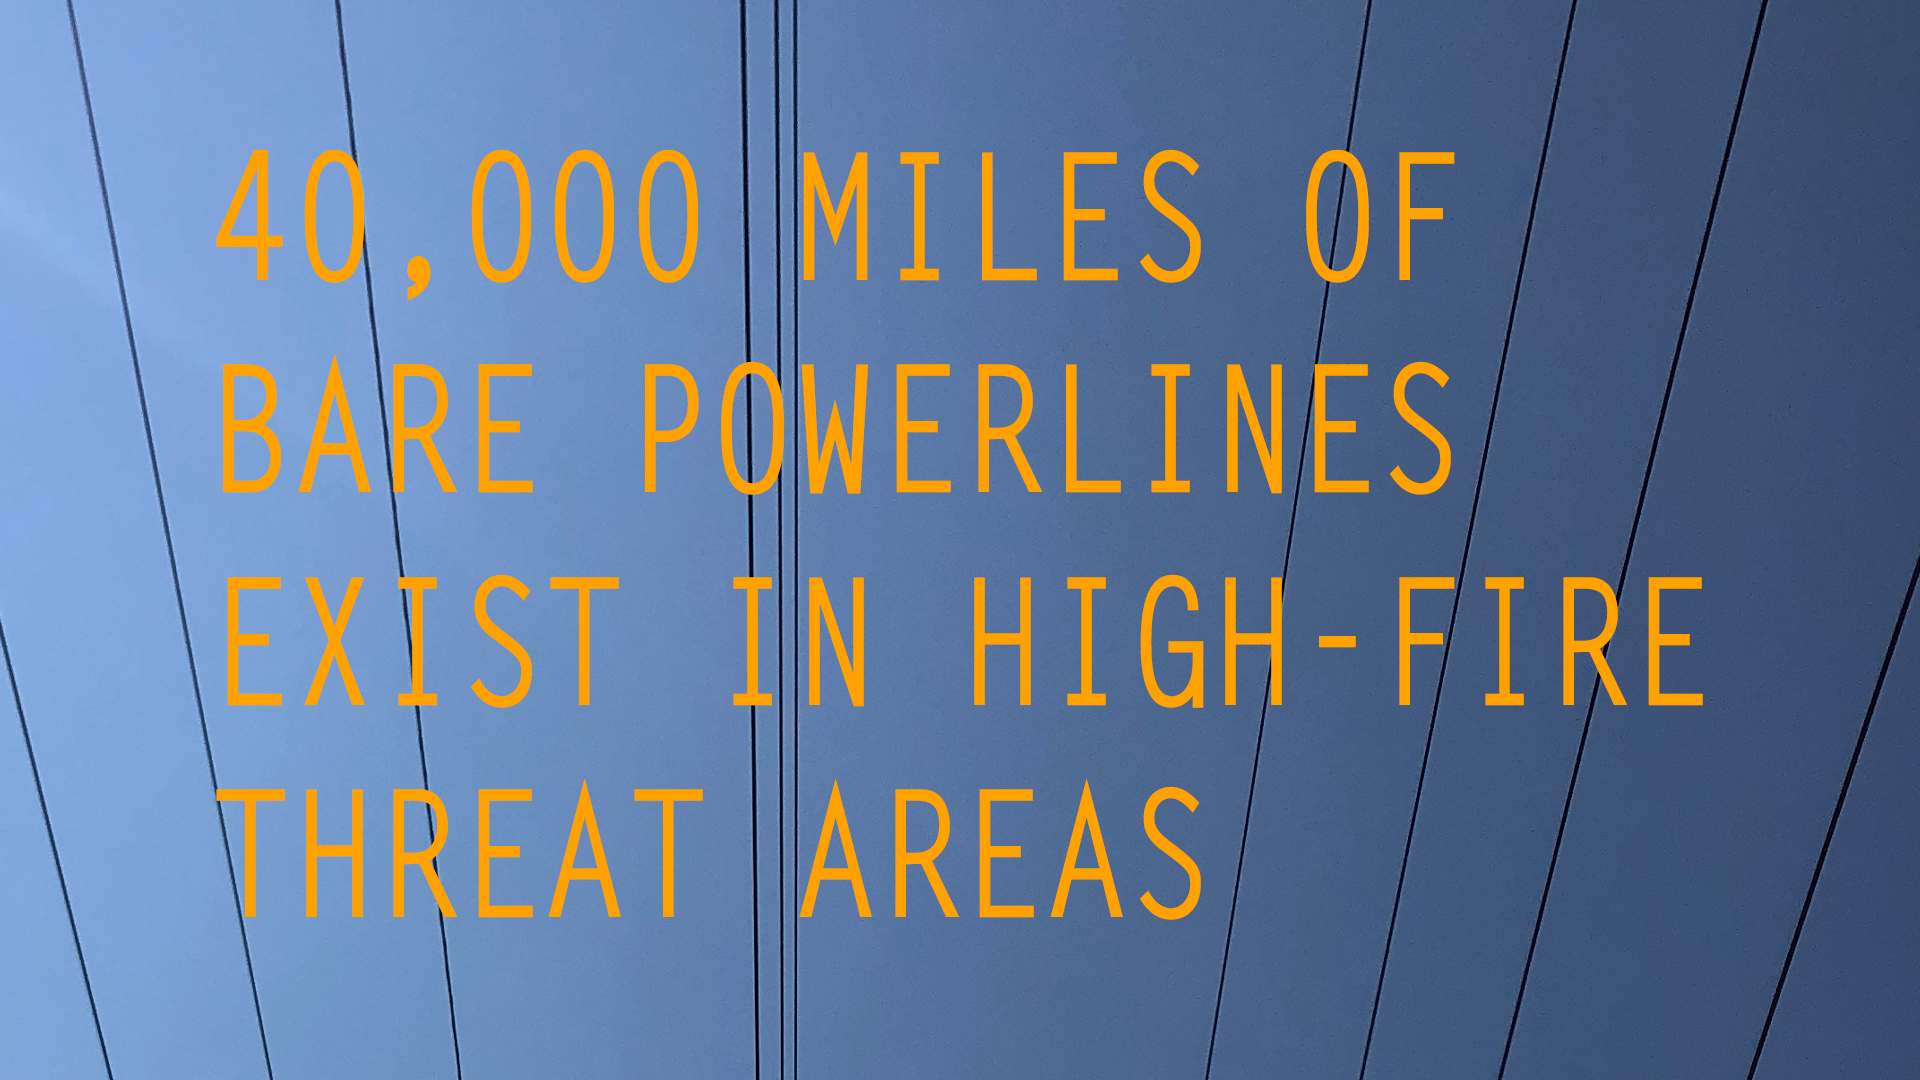 40,000 MILES OF
BARE POWERLINES
EXIST IN HIGH-FIRE
THREAT AREAS